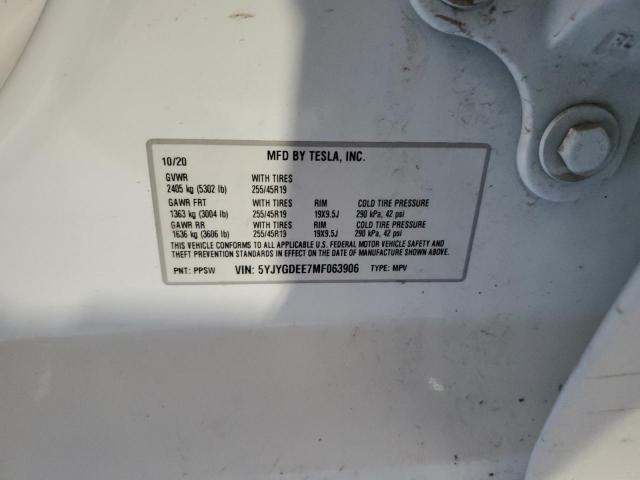 10/20 MFD BY TESLA, INC.
GVWR WITH TIRES
2405 kg (5302 lb) 255/45R19
GAWR FRT WITH TIRES RIM COLD TIRE PRESSURE
1363 kg (3004 lb) 255/45R19 19X9.5J 290 kPa, 42 psi
GAWR RR WITH TIRES RIM COLD TIRE PRESSURE
1636 kg (3606 lb) 255/45R19 19X9.5J 290 kPa, 42 psi
THIS VEHICLE CONFORMS TO ALL APPLICABLE U.S. FEDERAL MOTOR VEHICLE SAFETY AND
THEFT PREVENTION STANDARDS IN EFFECT ON THE DATE OF MANUFACTURE SHOWN ABOVE.
PNT: PPSW VIN: 5YJYGDEE7MF063906 TYPE: MPV